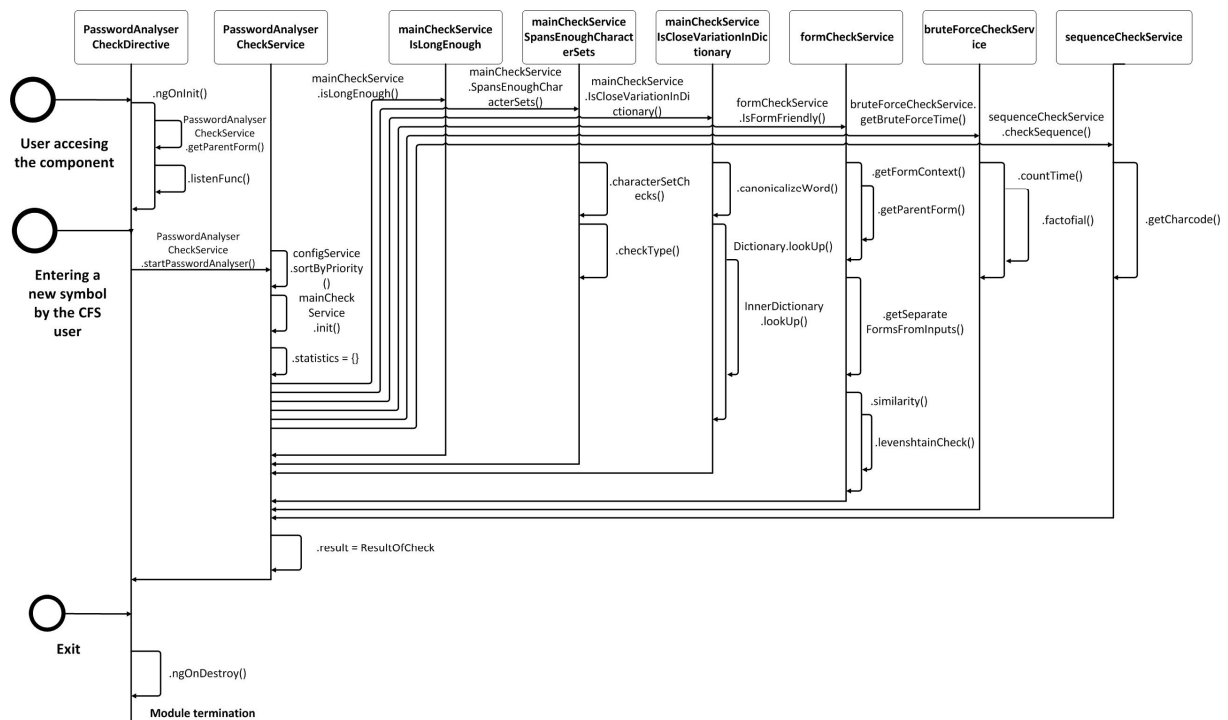 PasswordAnalyser
CheckDirective
PasswordAnalyser
CheckService
mainCheckService
IsLongEnough
mainCheckService
SpansEnoughCharact
erSets
mainCheckService
IsCloseVariationInDic
tionary
formCheckService
bruteForceCheckSer
vice
sequenceCheckService
User accesing
the component
.ngOnInit()
PasswordAnalyser
CheckService
.getParentForm()
.listenFunc()
mainCheckService
.isLongEnough()
mainCheckService
.SpansEnoughChar
acterSets()
mainCheckService
.IsCloseVariationInDi
ctionary()
formCheckService
.IsFormFriendly()
bruteForceCheckService.
getBruteForceTime()
sequenceCheckService
.checkSequence()
.characterSetCh
ecks()
.checkType()
.canonicalizeWord()
Dictionary.lookUp()
InnerDictionary
.lookUp()
.getFormContext()
.getParentForm()
.getSeparate
FormsFromInputs()
.similarity()
.levenshtainCheck()
.countTime()
.factofial()
.getCharcode()
Entering a
new symbol
by the CFS
user
PasswordAnalyser
CheckService
.startPasswordAnalyser()
configService
.sortByPriority
()
mainCheck
Service
.init()
.statistics = {}
.result = ResultOfCheck
Exit
.ngOnDestroy()
Module termination